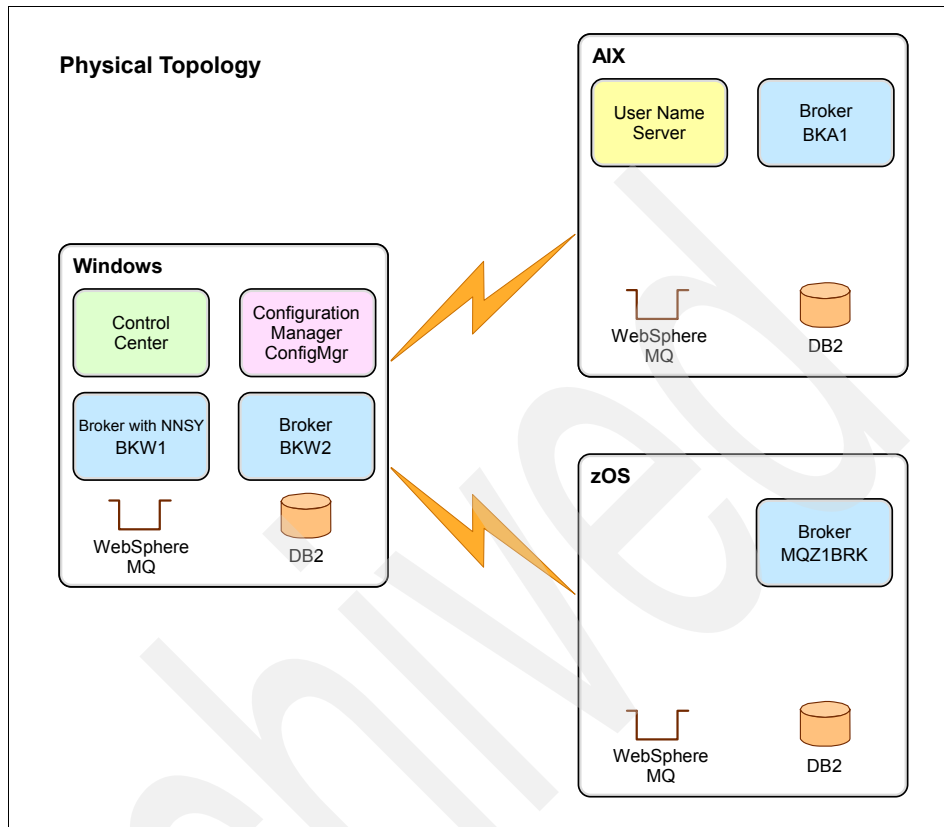 Physical Topology
Windows
Control
Center
Configuration
Manager
ConfigMgr
Broker with NNSY
BKW1
Broker
BKW2
WebSphere
MQ
DB2
AIX
User Name
Server
Broker
BKA1
WebSphere
MQ
DB2
zOS
Broker
MQZ1BRK
WebSphere
MQ
DB2